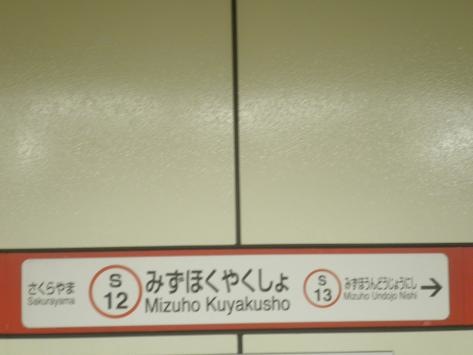 さくらやま
Sakurayama
S
12
みずほくやくしょ
Mizuho Kuyakusho
S
13
みずほうんどうじょうにし
Mizuho Undojo Nishi